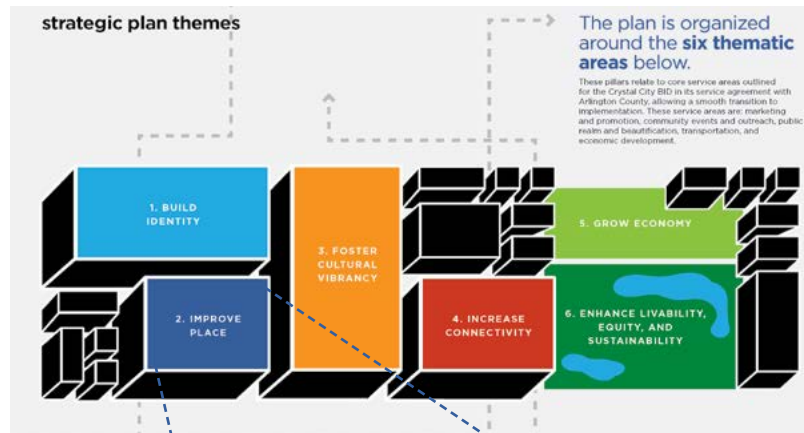 strategic plan themes
The plan is organized
around the six thematic
areas below.
These pillars relate to core service areas outlined
for the Crystal City BID in its service agreement with
Arlington County, allowing a smooth transition to
implementation. These service areas are: marketing
and promotion, community events and outreach, public
realm and beautification, transportation, and
economic development.
1. BUILD
IDENTITY
2. IMPROVE
PLACE
3. FOSTER
CULTURAL
VIBRANCY
4. INCREASE
CONNECTIVITY
5. GROW ECONOMY
6. ENHANCE LIVABILITY,
EQUITY, AND
SUSTAINABILITY